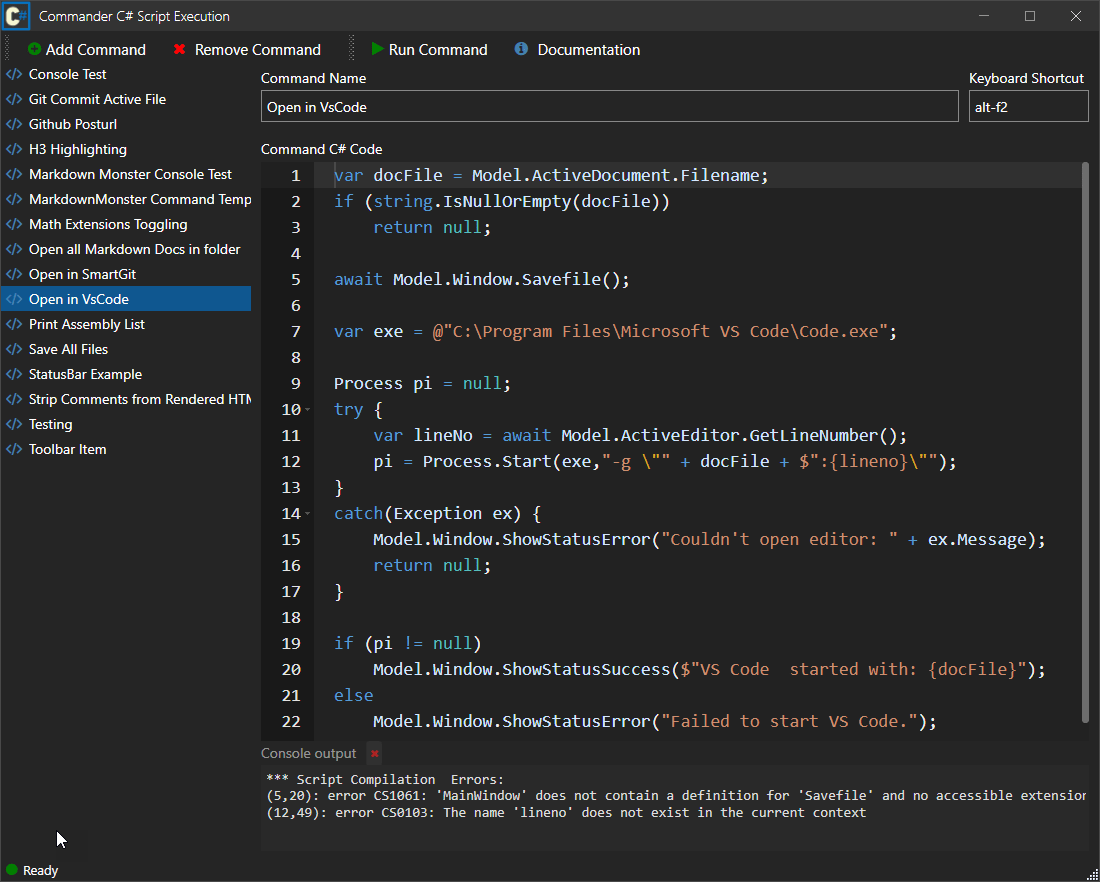 C#
Commander C# Script Execution
Add Command
Remove Command
Run Command
Documentation
Console Test
Git Commit Active File
Github Posturl
H3 Highlighting
Markdown Monster Console Test
MarkdownMonster Command Temp
Math Extensions Toggling
Open all Markdown Docs in folder
Open in SmartGit
Open in VsCode
Print Assembly List
Save All Files
StatusBar Example
Strip Comments from Rendered HTM
Testing
Toolbar Item
Command Name
Open in VsCode
Keyboard Shortcut
alt-f2
Command C# Code
1 var docFile = Model.ActiveDocument.Filename;
2 if (string.IsNullOrEmpty(docFile))
3     return null;
4
5 await Model.Window.Savefile();
6
7 var exe = @"C:\Program Files\Microsoft VS Code\Code.exe";
8
9 Process pi = null;
10 try {
11     var lineNo = await Model.ActiveEditor.GetLineNumber();
12     pi = Process.Start(exe,"-g \"" + docFile + $":{lineno}\"");
13 }
14 catch(Exception ex) {
15     Model.Window.ShowStatusError("Couldn't open editor: " + ex.Message);
16     return null;
17 }
18
19 if (pi != null)
20     Model.Window.ShowStatusSuccess($"VS Code  started with: {docFile}");
21 else
22     Model.Window.ShowStatusError("Failed to start VS Code.");
Console output
*** Script Compilation  Errors:
(5,20): error CS1061: 'MainWindow' does not contain a definition for 'Savefile' and no accessible extension
(12,49): error CS0103: The name 'lineno' does not exist in the current context
Ready